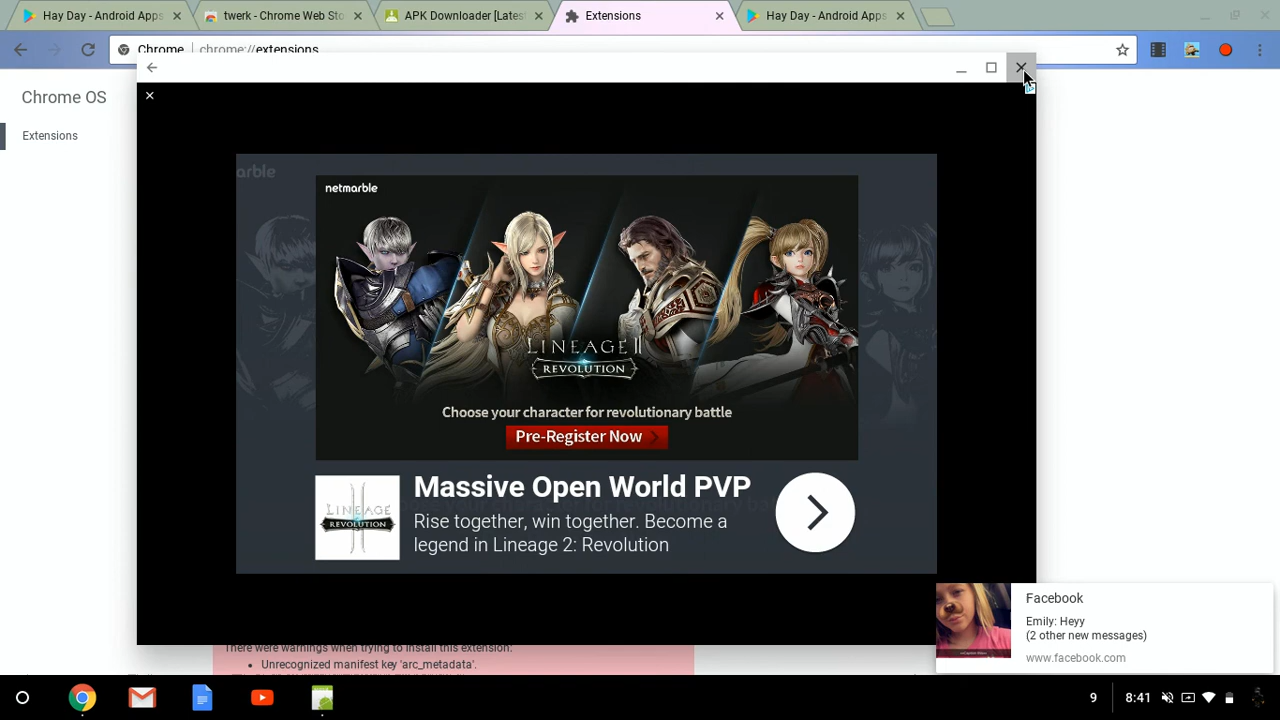 Hay Day - Android Apps
twerk - Chrome Web Sto
APK Downloader [Latest
Extensions
Hay Day - Android Apps
Chrome
chrome://extensions
Chrome OS
Extensions
arble
netmarble
LINEAGE II
REVOLUTION
Choose your character for revolutionary battle
Pre-Register Now
LINEAGE
REVOLUTION
Massive Open World PVP
Rise together, win together. Become a
legend in Lineage 2: Revolution
Facebook
Emily: Heyy
(2 other new messages)
www.facebook.com
There were warnings when trying to install this extension:
Unrecognized manifest key 'arc_metadata'.
9
8:41